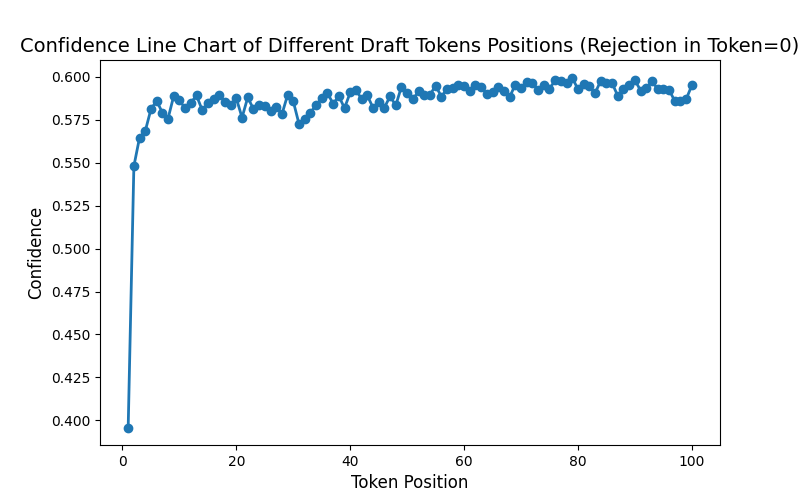 Confidence Line Chart of Different Draft Tokens Positions (Rejection in Token=0)
0.600
0.575
0.550
0.525
0.500
0.475
0.450
0.425
0.400
Confidence
0 20 40 60 80 100
Token Position